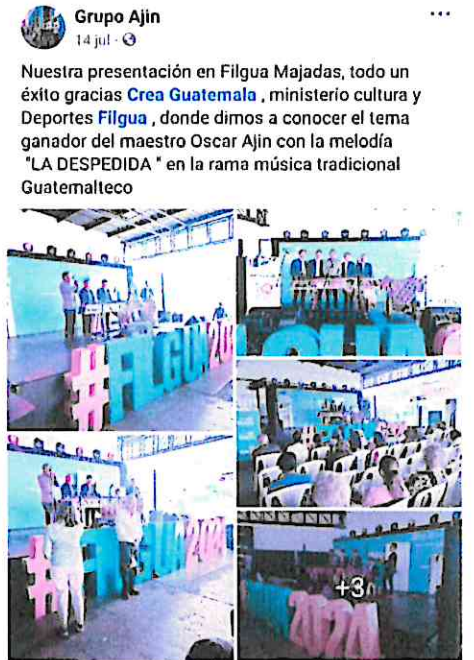 Grupo Ajin
14 jul
Nuestra presentación en Filgua Majadas, todo un
éxito gracias Crea Guatemala , ministerio cultura y
Deportes Filgua , donde dimos a conocer el tema
ganador del maestro Oscar Ajin con la melodía
"LA DESPEDIDA " en la rama música tradicional
Guatemalteco
#FILGUA20
#FILGUA202
+3
2024